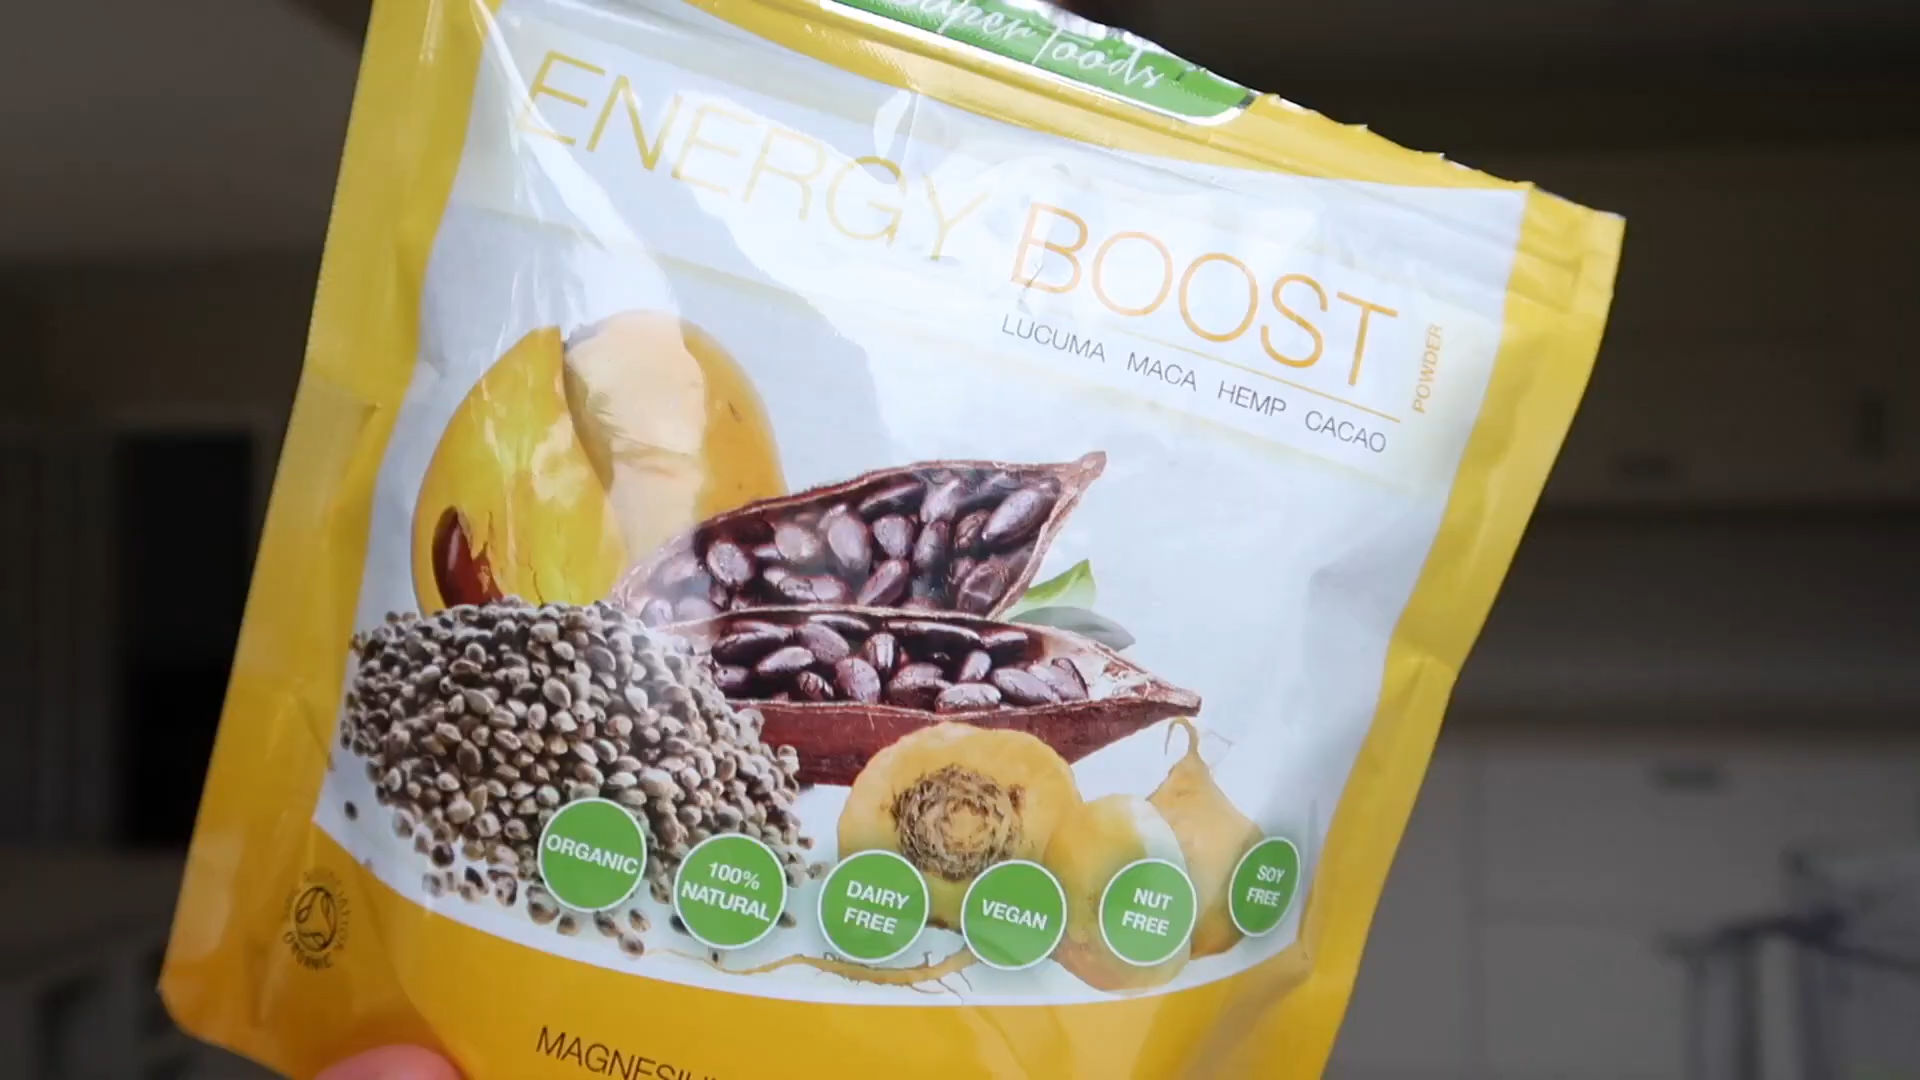 Super foods
ENERGY BOOST
POWDER
LUCUMA MACA HEMP CACAO
ORGANIC
100%
NATURAL
DAIRY
FREE
VEGAN
NUT
FREE
SOY
FREE
ORGANIC